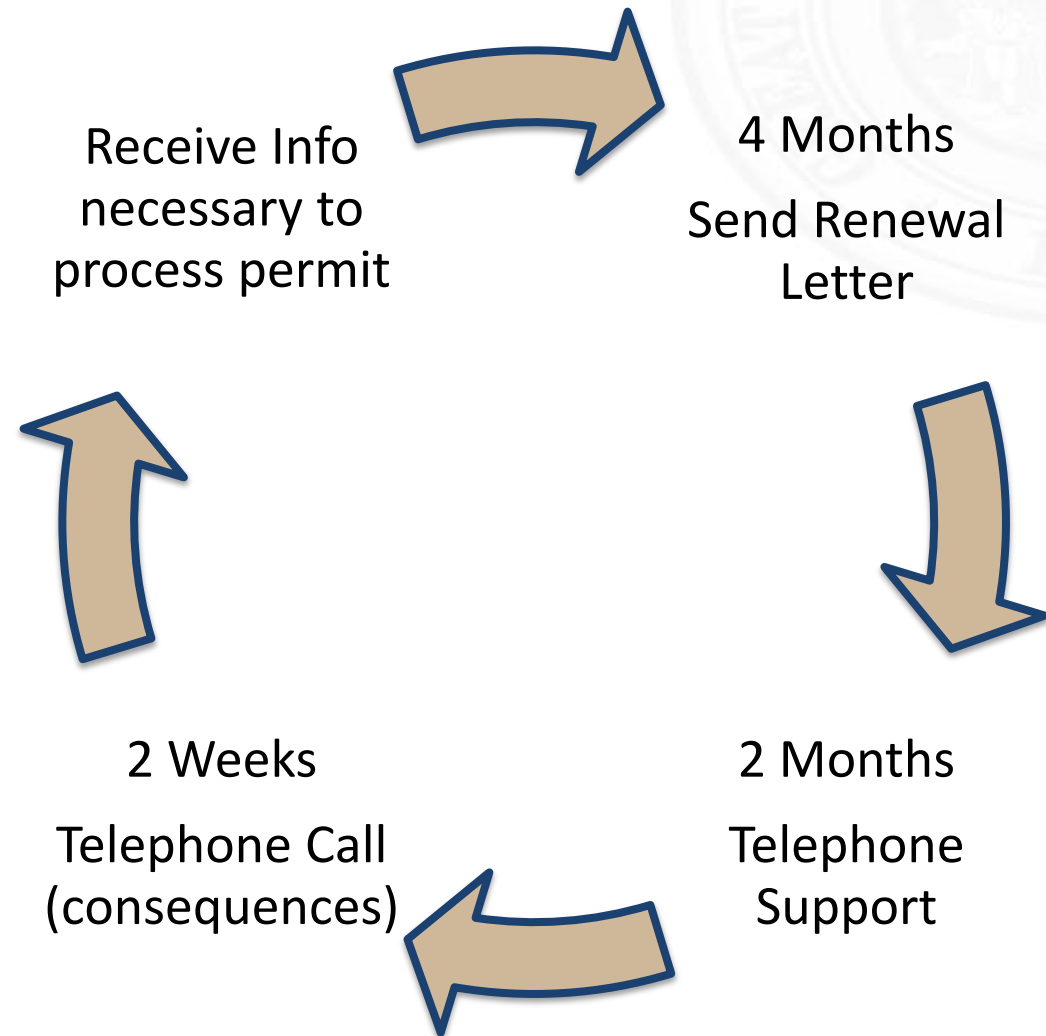 Receive Info
necessary to
process permit
4 Months
Send Renewal
Letter
2 Months
Telephone
Support
2 Weeks
Telephone Call
(consequences)